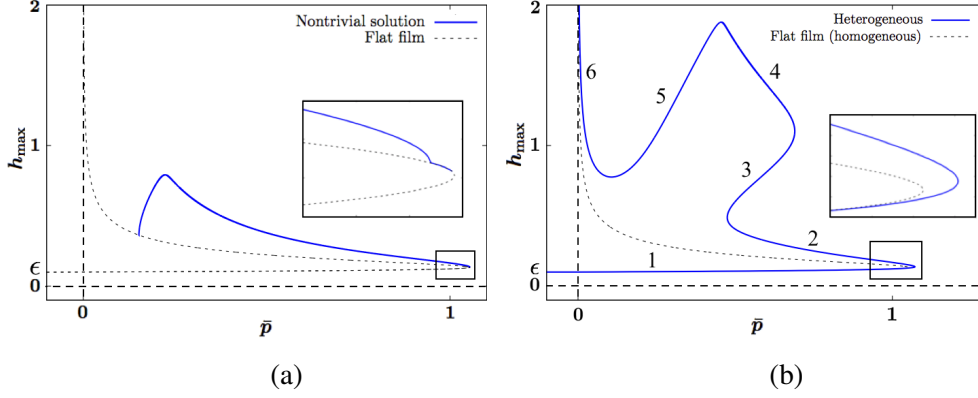 2
Nontrivial solution
Flat film
h_max
1
ϵ
0
0
p̄
1
(a)
2
Heterogeneous
Flat film (homogeneous)
6
5
4
h_max
1
3
2
1
ϵ
0
0
p̄
1
(b)